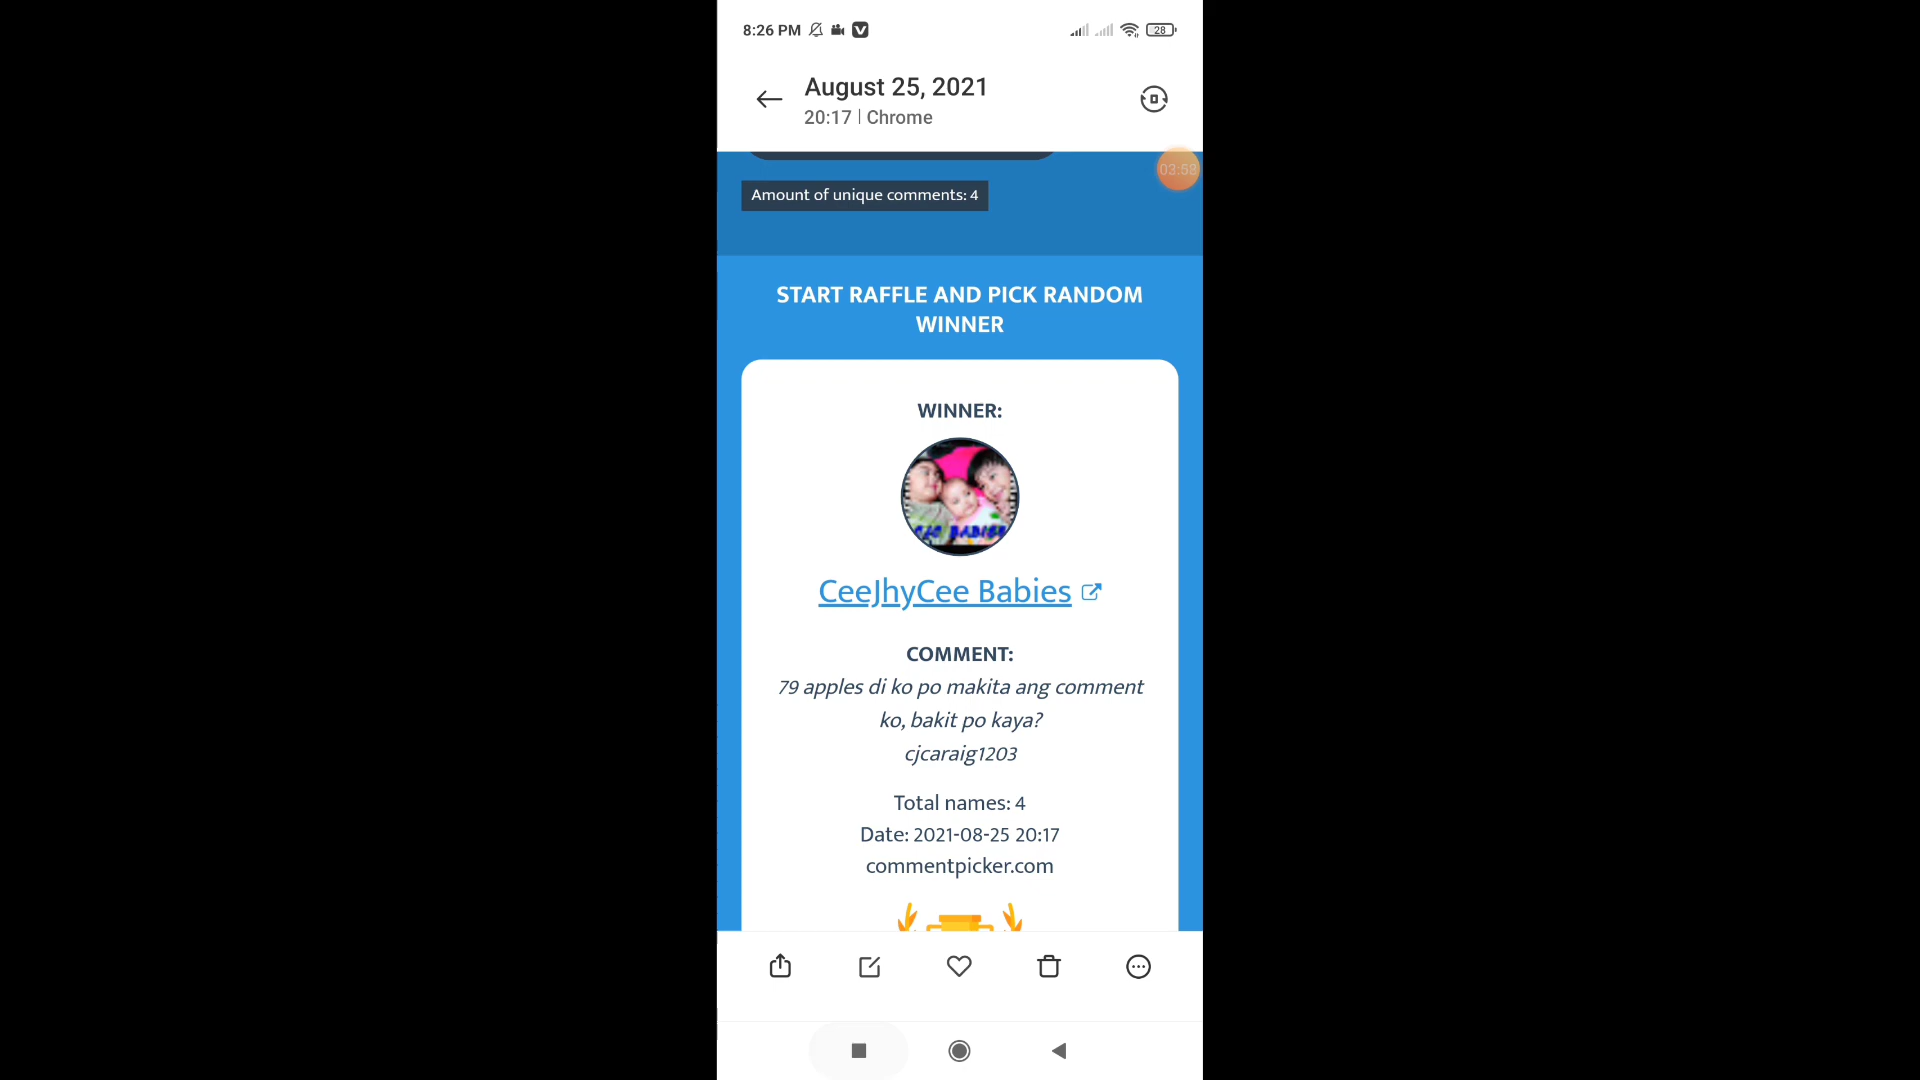 8:26 PM
28
August 25, 2021
20:17 | Chrome
Amount of unique comments: 4
START RAFFLE AND PICK RANDOM
WINNER
WINNER:
CeeJhyCee Babies
COMMENT:
79 apples di ko po makita ang comment
ko, bakit po kaya?
cjcaraig1203
Total names: 4
Date: 2021-08-25 20:17
commentpicker.com